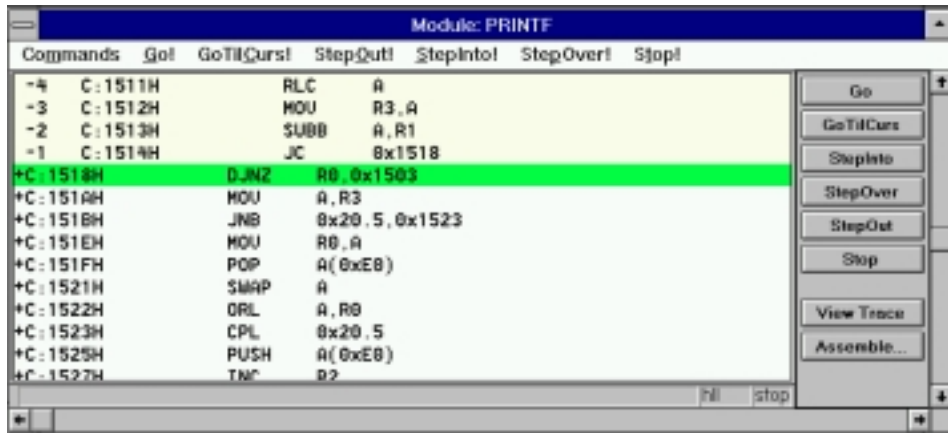 Module: PRINTF
Commands Go! GoTilCurs! StepOut! StepInto! StepOver! Stop!
-4 C:1511H RLC A
-3 C:1512H MOV R3,A
-2 C:1513H SUBB A,R1
-1 C:1514H JC 0x1518
+C:1518H DJNZ R0,0x1503
+C:151AH MOV A,R3
+C:151BH JNB 0x20.5,0x1523
+C:151EH MOV R0,A
+C:151FH POP A(0xE0)
+C:1521H SWAP A
+C:1522H ORL A,R0
+C:1523H CPL 0x20.5
+C:1525H PUSH A(0xE0)
+C:1527H INC R2
hll stop
Go
GoTilCurs
StepInto
StepOver
StepOut
Stop
View Trace
Assemble...